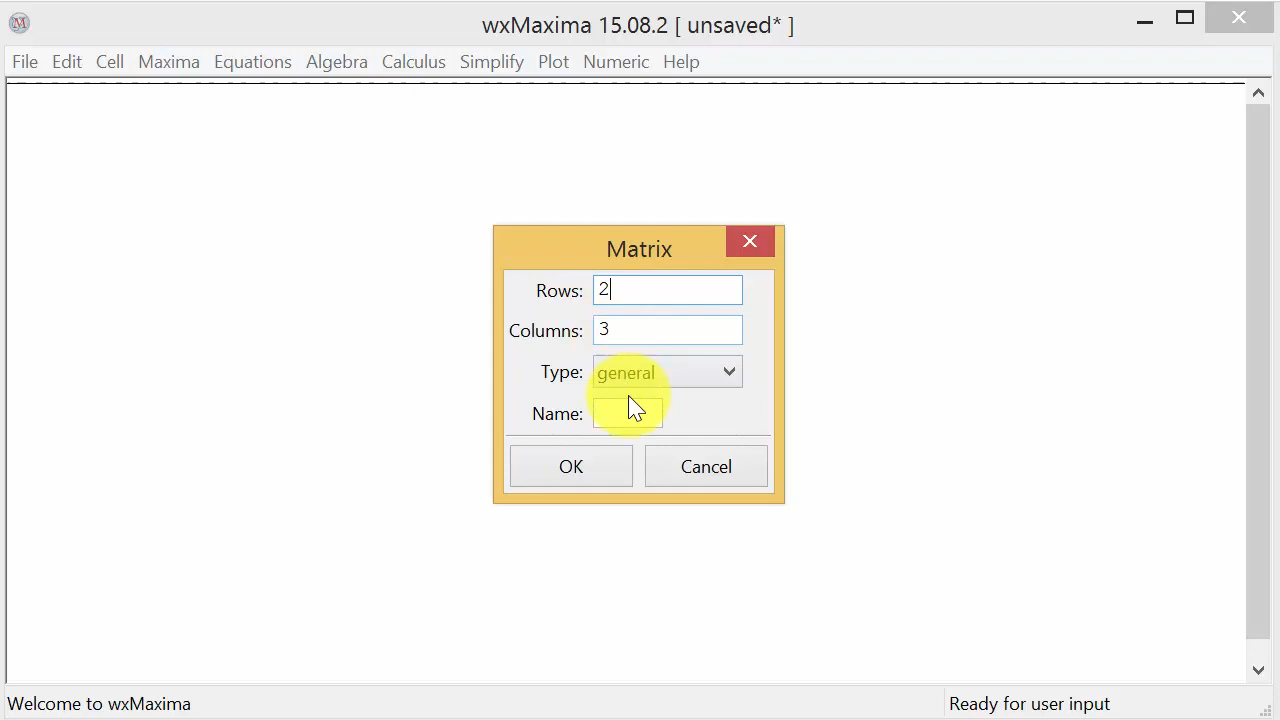 wxMaxima 15.08.2 [ unsaved* ]
File Edit Cell Maxima Equations Algebra Calculus Simplify Plot Numeric Help
Matrix
Rows: 2
Columns: 3
Type: general
Name:
OK Cancel
Welcome to wxMaxima Ready for user input